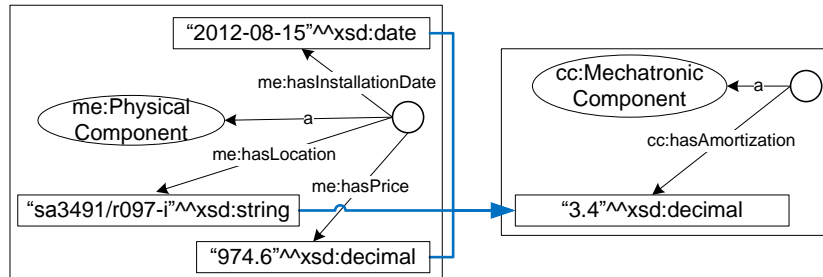 “2012-08-15”^^xsd:date
me:hasInstallationDate
me:Physical
Component
a
me:hasLocation
me:hasPrice
“sa3491/r097-i”^^xsd:string
“974.6”^^xsd:decimal
cc:Mechatronic
Component
a
cc:hasAmortization
“3.4”^^xsd:decimal